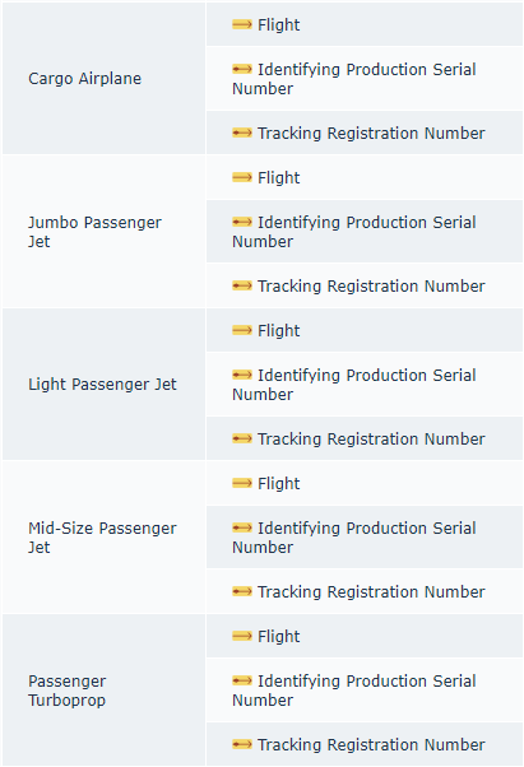 Cargo Airplane
Flight
Identifying Production Serial
Number
Tracking Registration Number
Jumbo Passenger
Jet
Flight
Identifying Production Serial
Number
Tracking Registration Number
Light Passenger Jet
Flight
Identifying Production Serial
Number
Tracking Registration Number
Mid-Size Passenger
Jet
Flight
Identifying Production Serial
Number
Tracking Registration Number
Passenger
Turboprop
Flight
Identifying Production Serial
Number
Tracking Registration Number